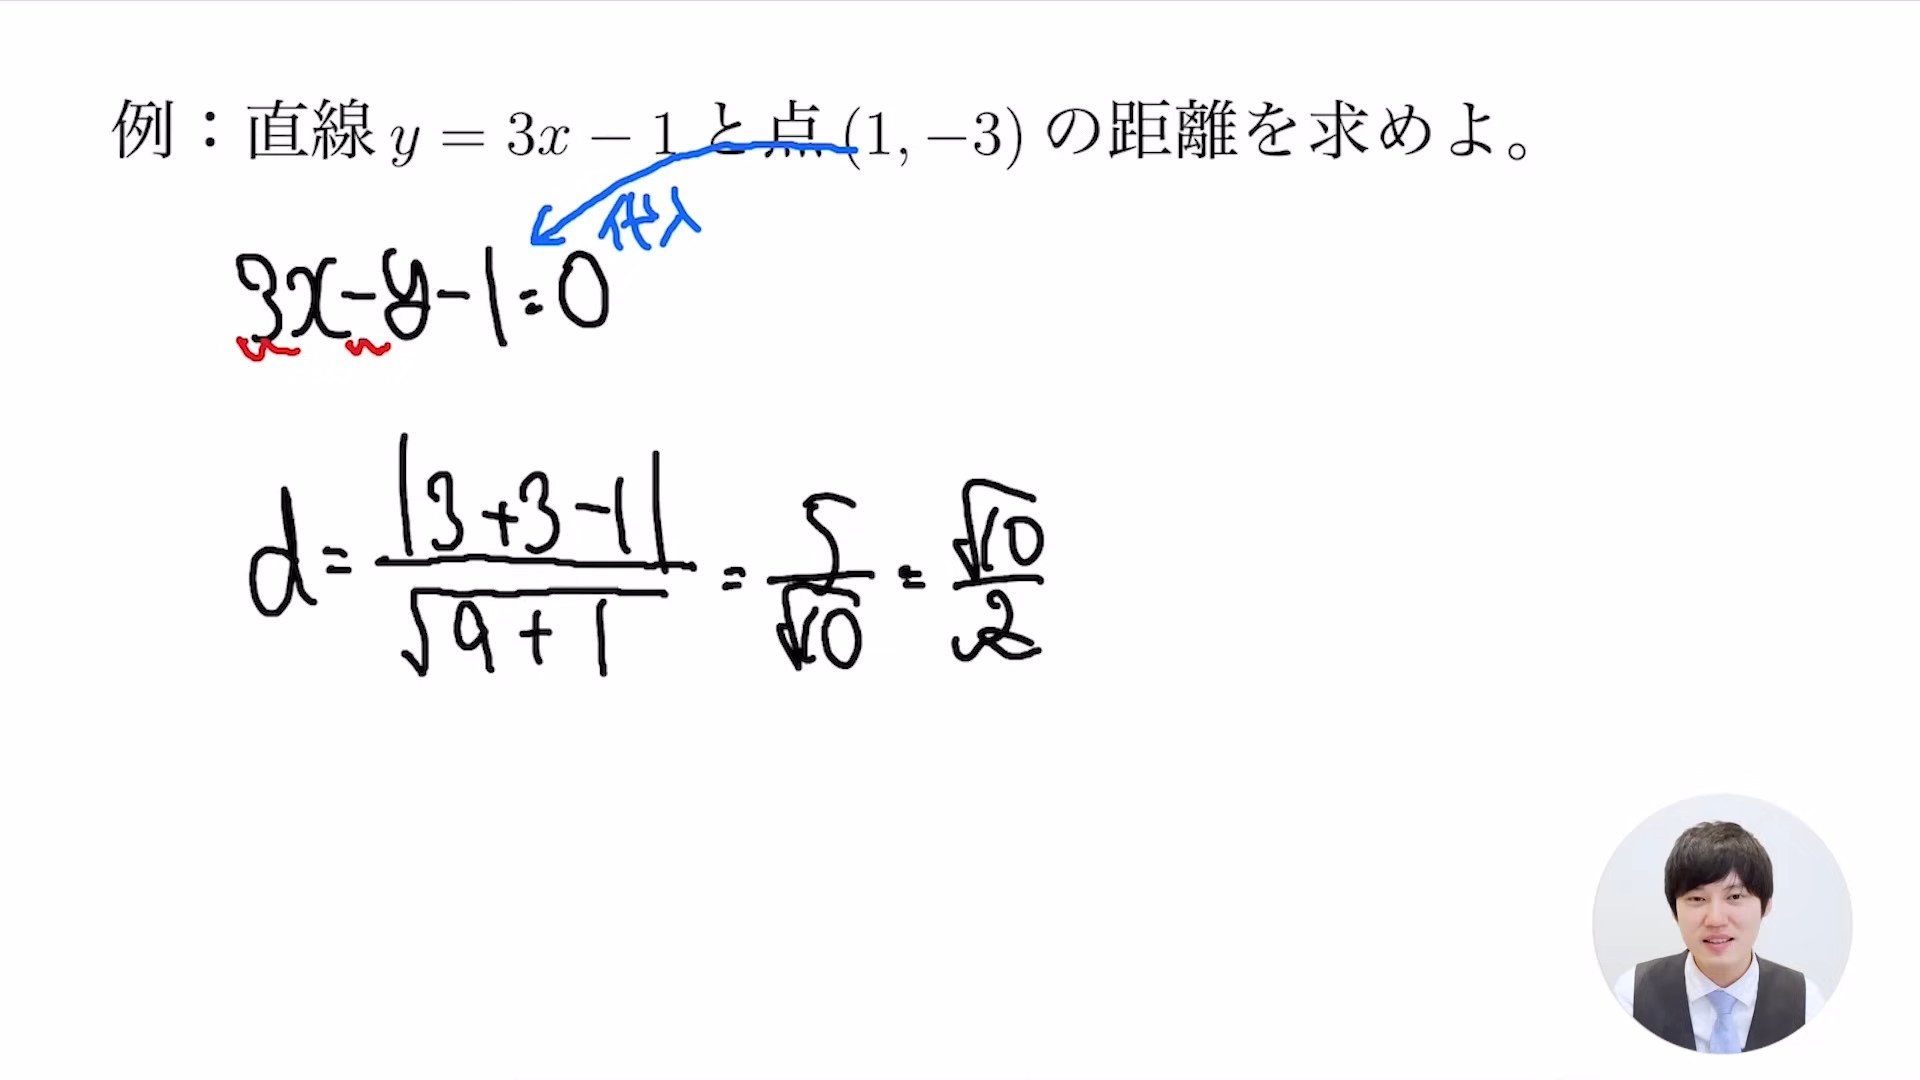 例：直線 y = 3x − 1 と点 (1, −3) の距離を求めよ。
代入
3x-y-1=0
d = |3+3-1| / √9+1 = 5/√10 = √10/2